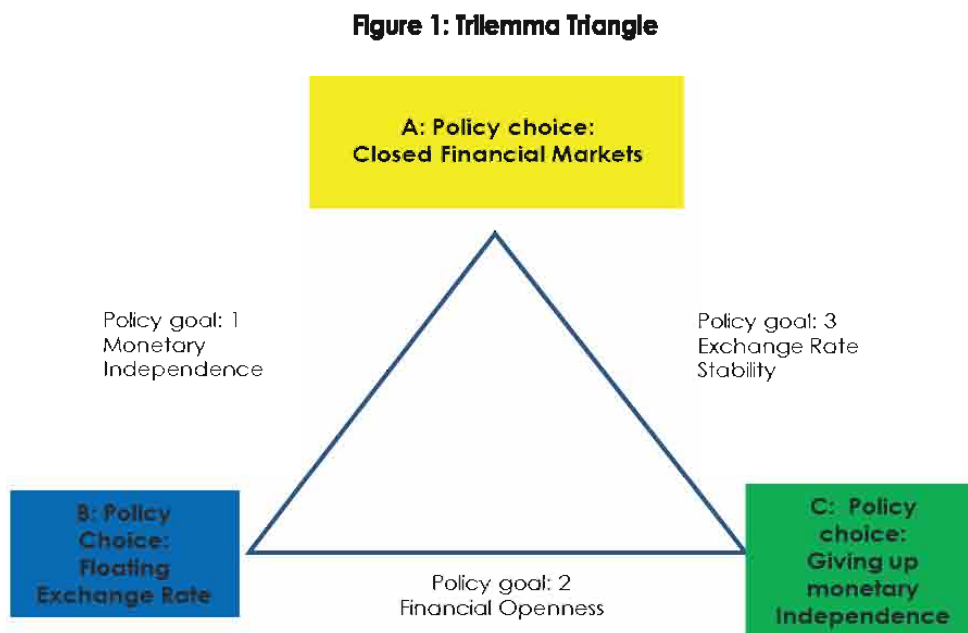 Figure 1: Trilemma Triangle
A: Policy choice:
Closed Financial Markets
Policy goal: 1
Monetary
Independence
Policy goal: 3
Exchange Rate
Stability
B: Policy
Choice:
Floating
Exchange Rate
Policy goal: 2
Financial Openness
C: Policy
choice:
Giving up
monetary
Independence